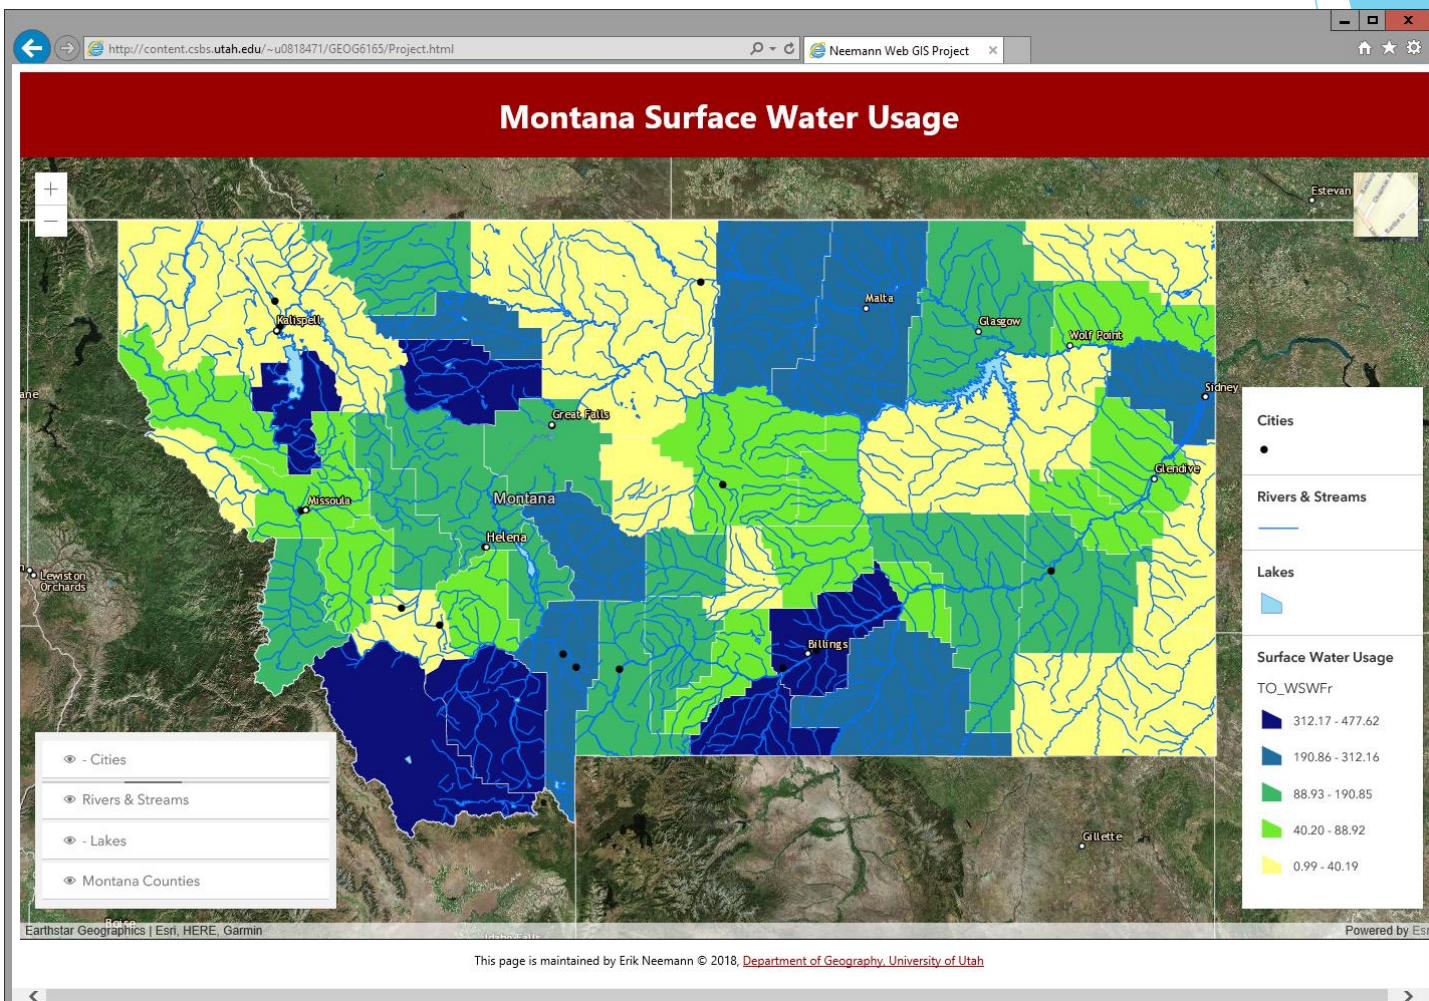 http://content.csbs.utah.edu/~u0818471/GEOG6165/Project.html
Neemann Web GIS Project
Montana Surface Water Usage
Estevan
Malta
Kalispell
Glasgow
Wolf Point
Sidney
Great Falls
Glendive
Montana
Missoula
Helena
Lewiston
Orchards
Billings
Gillette
Cities
Rivers & Streams
Lakes
Surface Water Usage
TO_WSWFr
312.17 - 477.62
190.86 - 312.16
88.93 - 190.85
40.20 - 88.92
0.99 - 40.19
- Cities
Rivers & Streams
- Lakes
Montana Counties
Earthstar Geographics | Esri, HERE, Garmin
Powered by Esri
This page is maintained by Erik Neemann © 2018, Department of Geography, University of Utah